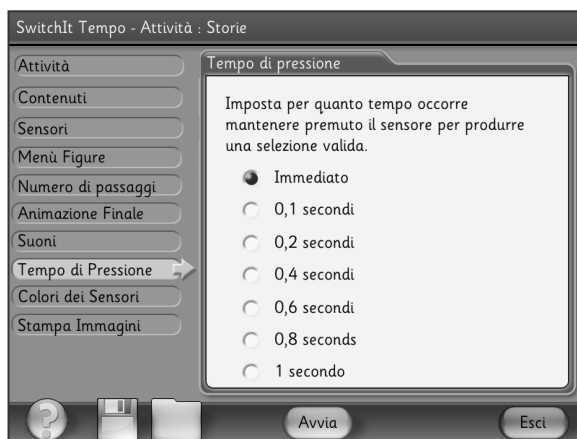 SwitchIt Tempo - Attività : Storie
Attività
Contenuti
Sensori
Menù Figure
Numero di passaggi
Animazione Finale
Suoni
Tempo di Pressione
Colori dei Sensori
Stampa Immagini
Tempo di pressione
Imposta per quanto tempo occorre
mantenere premuto il sensore per produrre
una selezione valida.
Immediato
0,1 secondi
0,2 secondi
0,4 secondi
0,6 secondi
0,8 seconds
1 secondo
?
Avvia
Esci